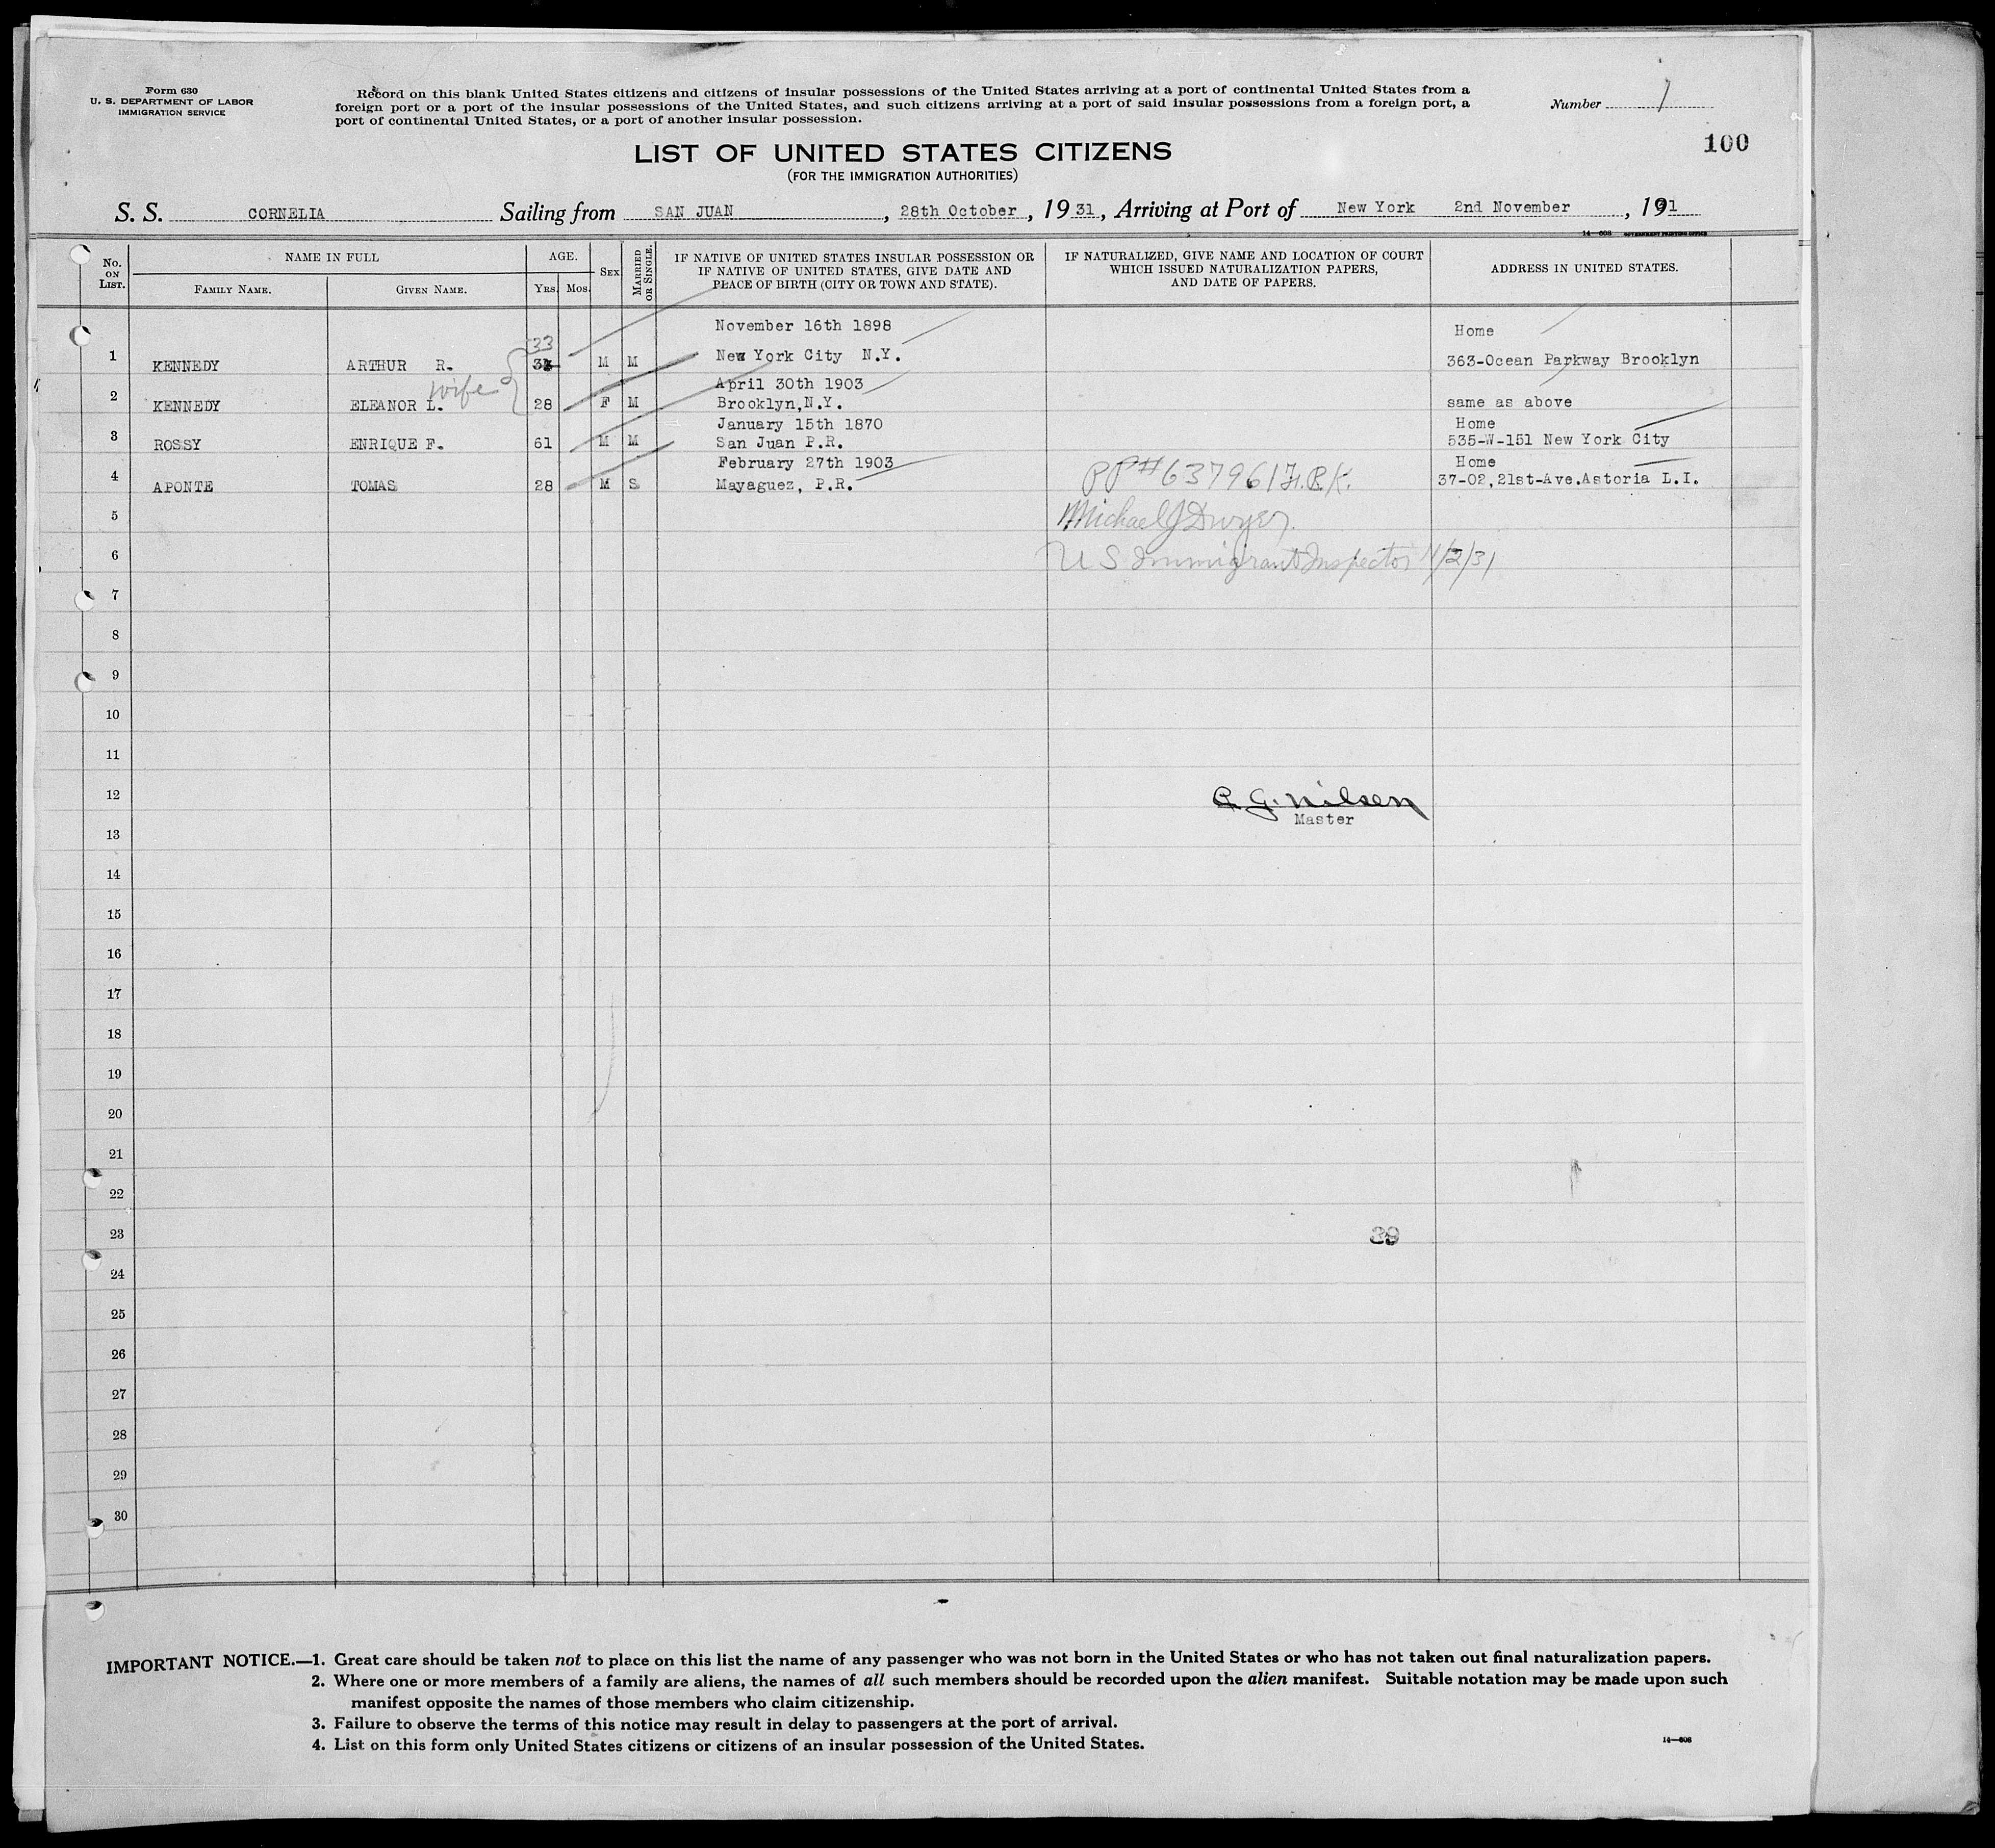 Form 630
U. S. DEPARTMENT OF LABOR
IMMIGRATION SERVICE
Record on this blank United States citizens and citizens of insular possessions of the United States arriving at a port of continental United States from a
foreign port or a port of the insular possessions of the United States, and such citizens arriving at a port of said insular possessions from a foreign port, a
port of continental United States, or a port of another insular possession.
Number 1
100
LIST OF UNITED STATES CITIZENS
(FOR THE IMMIGRATION AUTHORITIES)
S. S. CORNELIA Sailing from SAN JUAN, 28th October, 1931, Arriving at Port of New York 2nd November, 1931
14—608 GOVERNMENT PRINTING OFFICE
No. ON LIST.
NAME IN FULL
FAMILY NAME.
GIVEN NAME.
AGE.
YRS. MOS.
SEX
MARRIED OR SINGLE.
IF NATIVE OF UNITED STATES INSULAR POSSESSION OR
IF NATIVE OF UNITED STATES, GIVE DATE AND
PLACE OF BIRTH (CITY OR TOWN AND STATE).
IF NATURALIZED, GIVE NAME AND LOCATION OF COURT
WHICH ISSUED NATURALIZATION PAPERS,
AND DATE OF PAPERS.
ADDRESS IN UNITED STATES.
November 16th 1898 Home
33
1 KENNEDY ARTHUR R. M M New York City N.Y. 363-Ocean Parkway Brooklyn
wife
April 30th 1903
2 KENNEDY ELEANOR L. 28 F M Brooklyn,N.Y. same as above
January 15th 1870 Home
3 ROSSY ENRIQUE F. 61 M M San Juan P.R. 535-W-151 New York City
February 27th 1903 Home
4 APONTE TOMAS 28 M S Mayaguez, P.R. PP#637961 37-02,21st-Ave.Astoria L.I.
5 Michael J Dwyer
6 U S Immigrant Inspector 11/2/31
7
8
9
10
11
12 A. G. Nilsen
Master
13
14
15
16
17
18
19
20
21
22
23 39
24
25
26
27
28
29
30
IMPORTANT NOTICE.—1. Great care should be taken not to place on this list the name of any passenger who was not born in the United States or who has not taken out final naturalization papers.
2. Where one or more members of a family are aliens, the names of all such members should be recorded upon the alien manifest. Suitable notation may be made upon such
manifest opposite the names of those members who claim citizenship.
3. Failure to observe the terms of this notice may result in delay to passengers at the port of arrival.
4. List on this form only United States citizens or citizens of an insular possession of the United States.
14—608